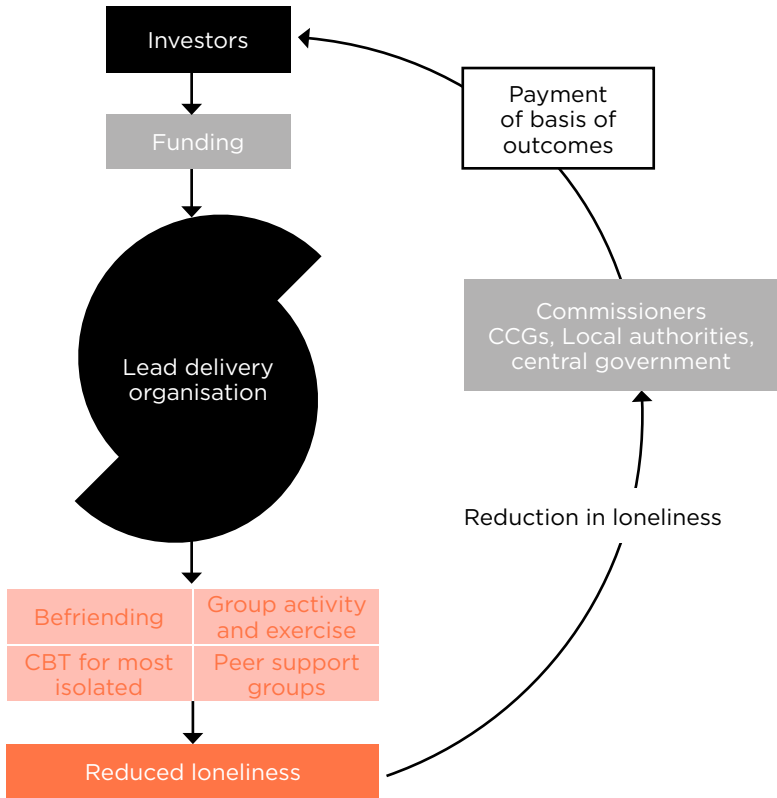 Investors
Funding
Lead delivery
organisation
Befriending
Group activity
and exercise
CBT for most
isolated
Peer support
groups
Reduced loneliness
Reduction in loneliness
Commissioners
CCGs, Local authorities,
central government
Payment
of basis of
outcomes